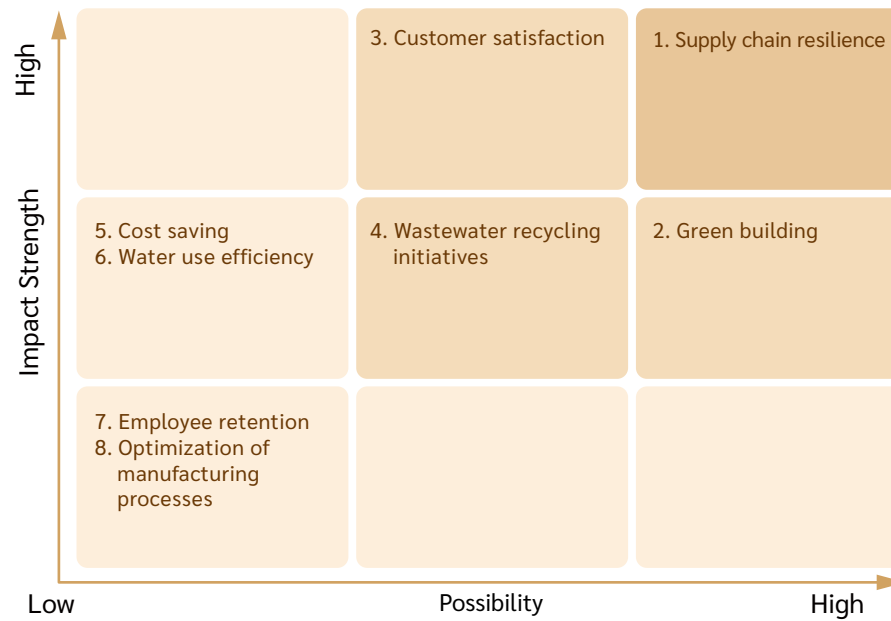 High
Impact Strength
3. Customer satisfaction
1. Supply chain resilience
5. Cost saving
6. Water use efficiency
4. Wastewater recycling
initiatives
2. Green building
7. Employee retention
8. Optimization of
manufacturing
processes
Low
Possibility
High